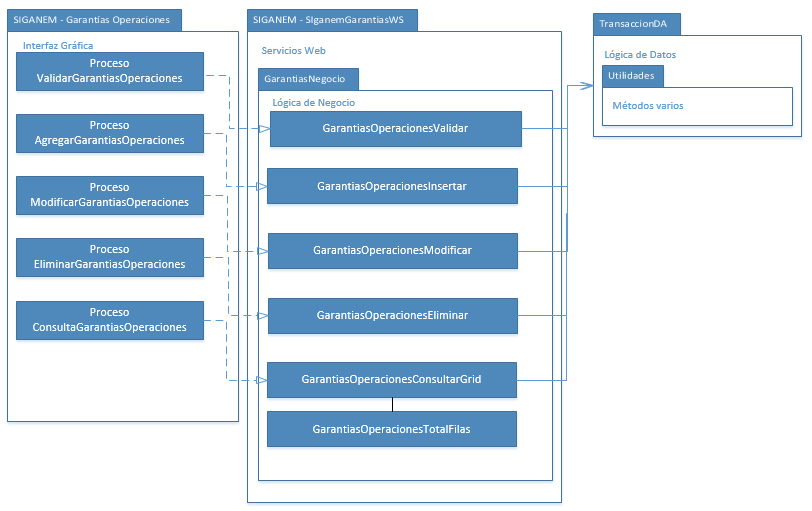 SIGANEM - Garantías Operaciones
Interfaz Gráfica
Proceso
ValidarGarantiasOperaciones
Proceso
AgregarGarantiasOperaciones
Proceso
ModificarGarantiasOperaciones
Proceso
EliminarGarantiasOperaciones
Proceso
ConsultaGarantiasOperaciones
SIGANEM - SIganemGarantiasWS
Servicios Web
GarantiasNegocio
Lógica de Negocio
GarantiasOperacionesValidar
GarantiasOperacionesInsertar
GarantiasOperacionesModificar
GarantiasOperacionesEliminar
GarantiasOperacionesConsultarGrid
GarantiasOperacionesTotalFilas
TransaccionDA
Lógica de Datos
Utilidades
Métodos varios